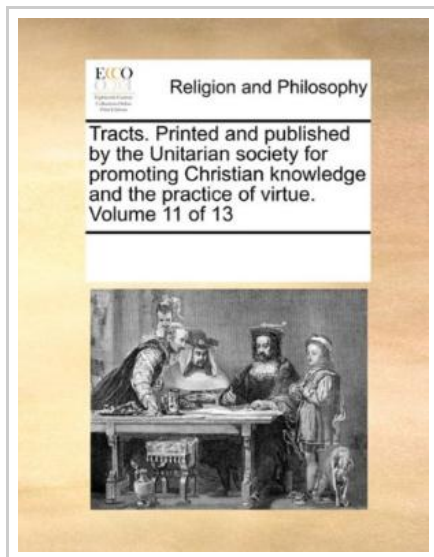 ECCO
Religion and Philosophy
Tracts. Printed and published
by the Unitarian society for
promoting Christian knowledge
and the practice of virtue.
Volume 11 of 13